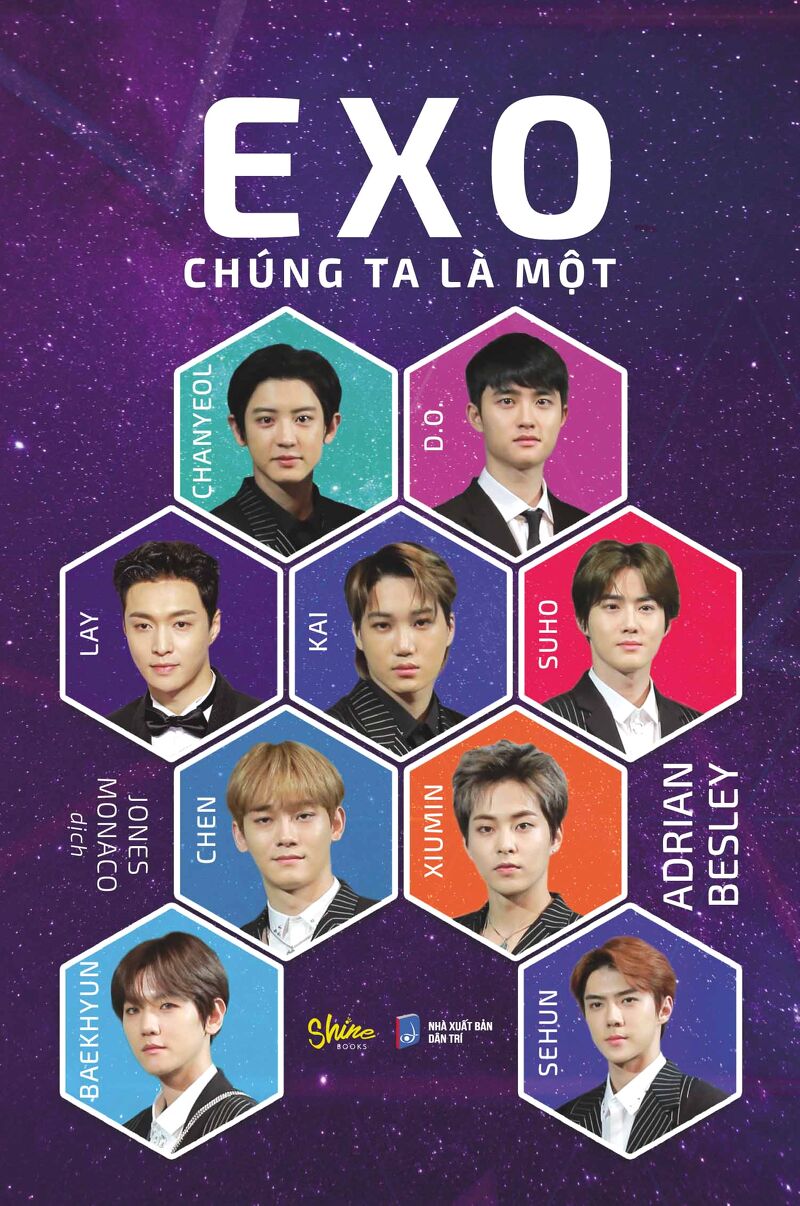 EXO
CHÚNG TA LÀ MỘT
CHANYEOL
D.O.
LAY
KAI
SUHO
JONES
MONACO
dịch
CHEN
XIUMIN
ADRIAN
BESLEY
BAEKHYUN
Shine
BOOKS
NHÀ XUẤT BẢN
DÂN TRÍ
SEHUN